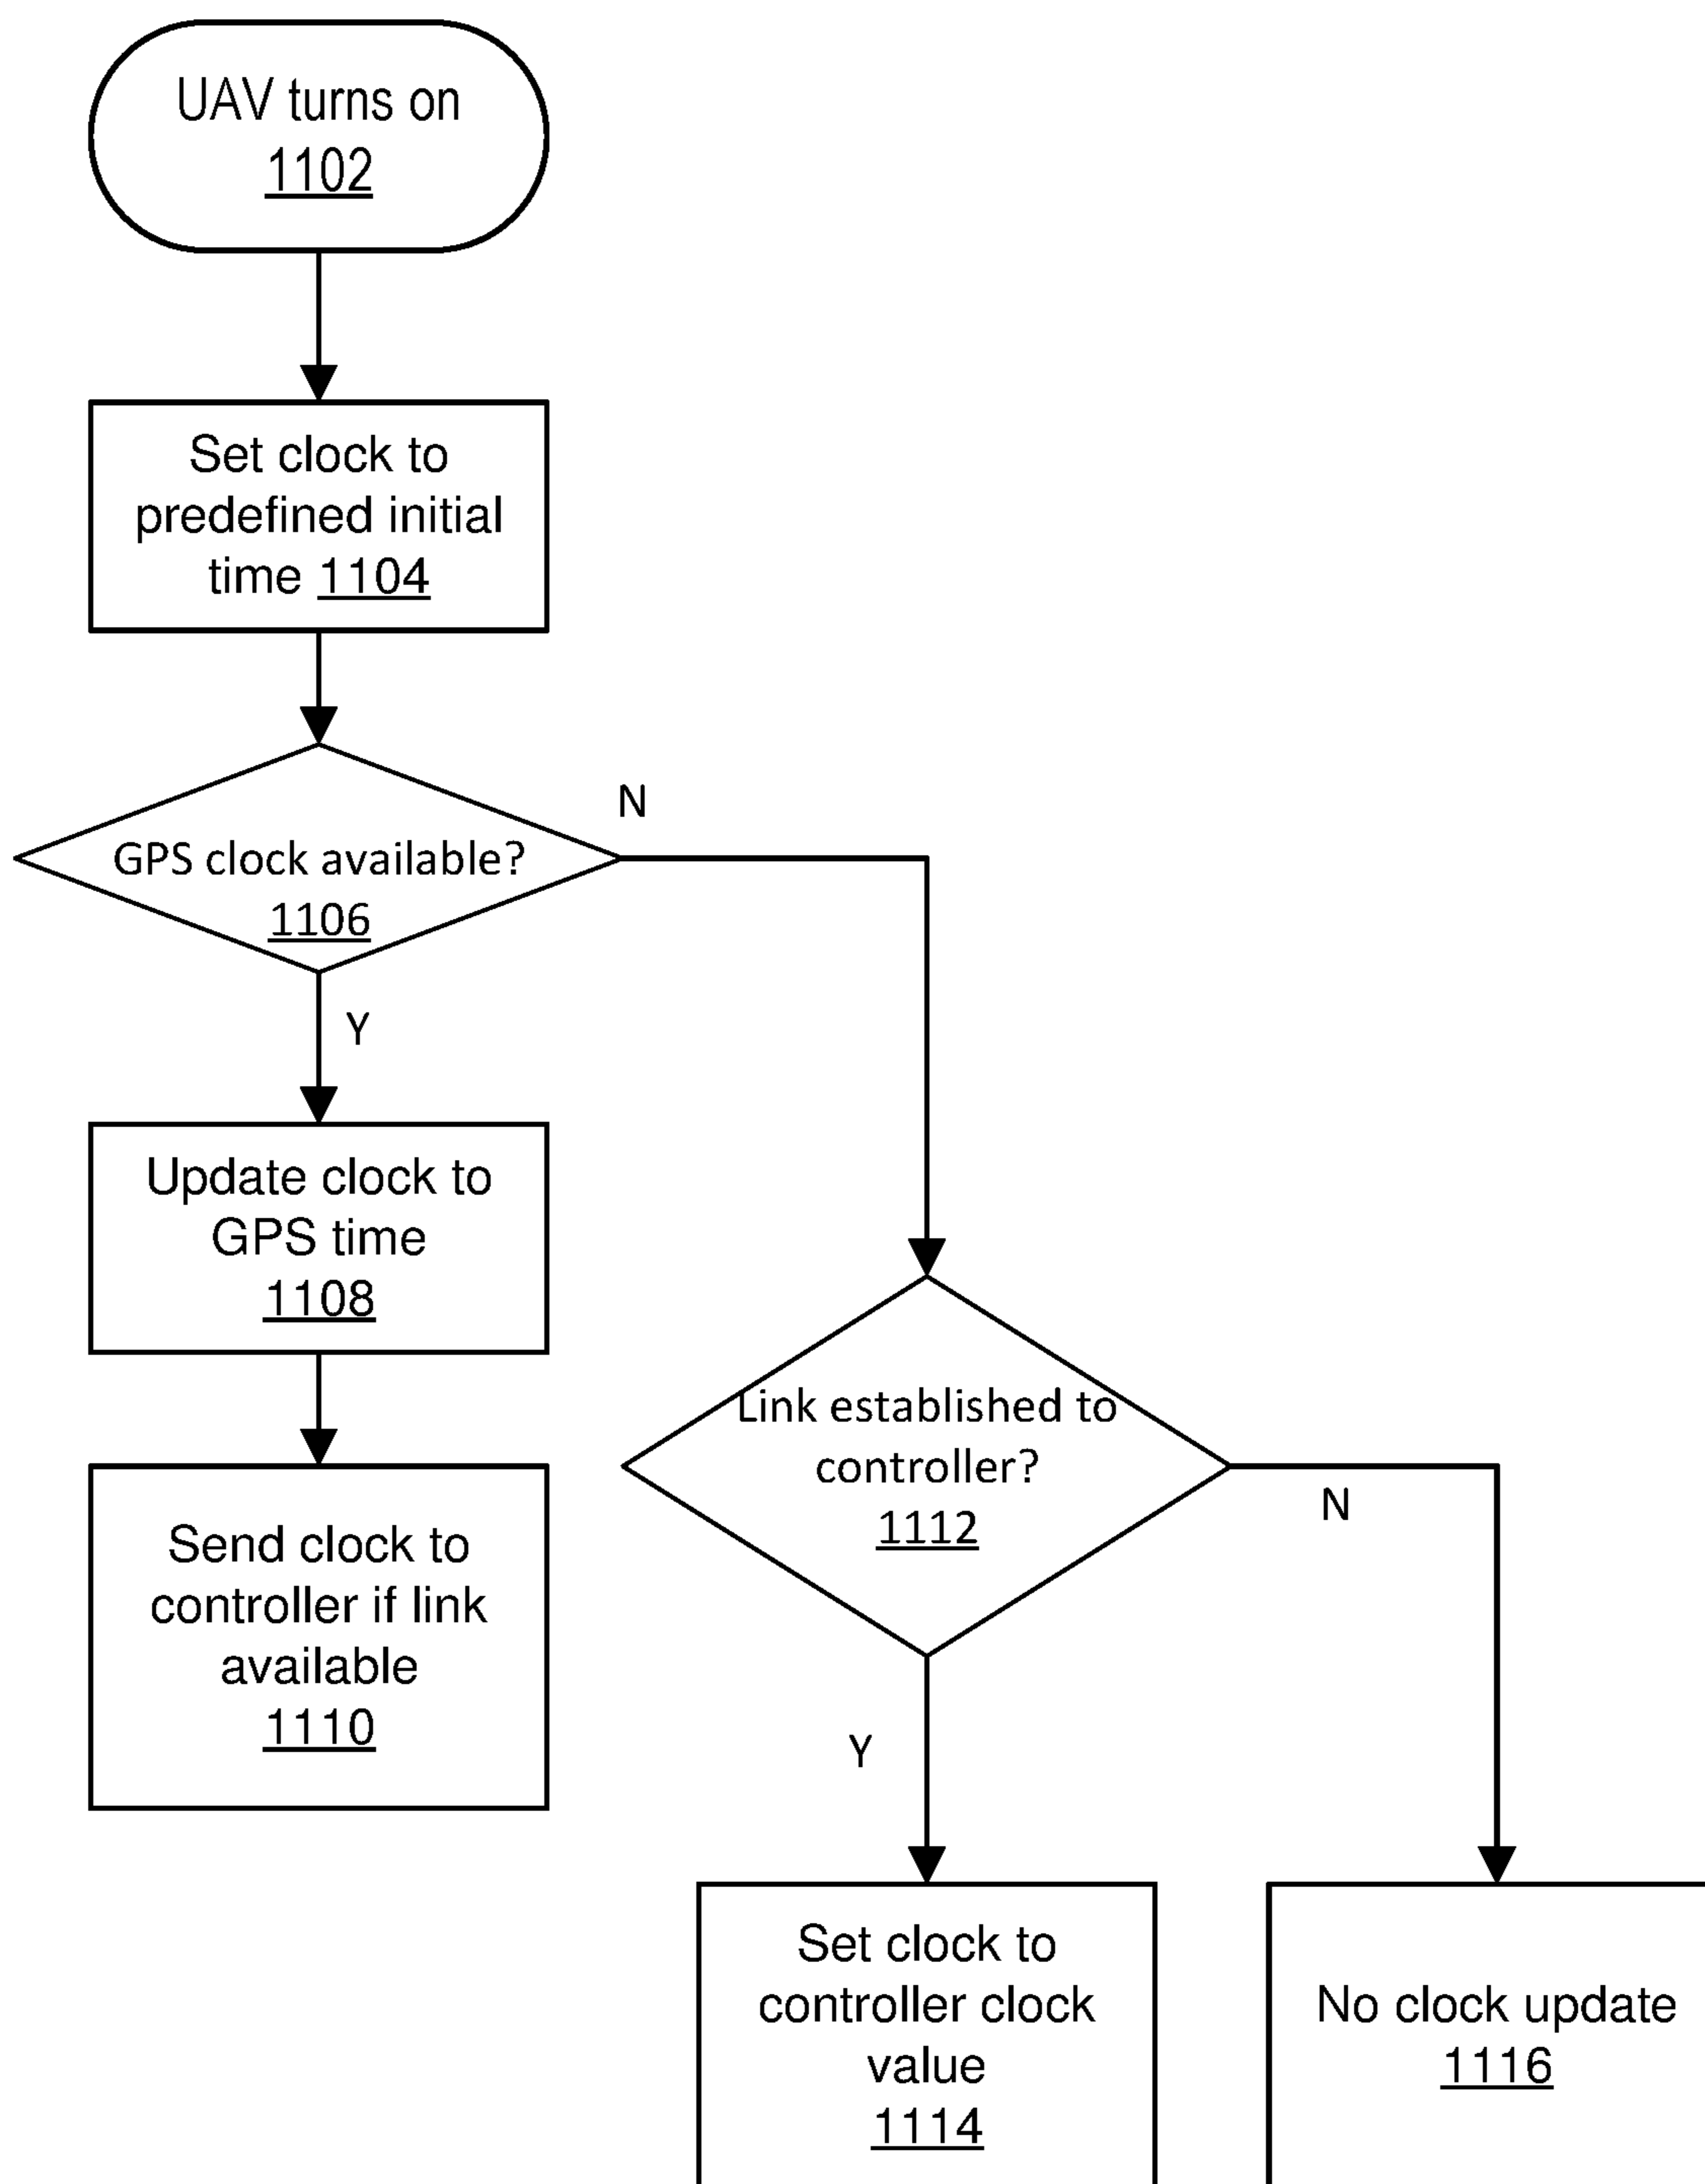 UAV turns on
1102
Set clock to
predefined initial
time 1104
N
GPS clock available?
1106
Y
Update clock to
GPS time
1108
Link established to
controller?
1112
N
Send clock to
controller if link
available
1110
Y
Set clock to
controller clock
value
1114
No clock update
1116